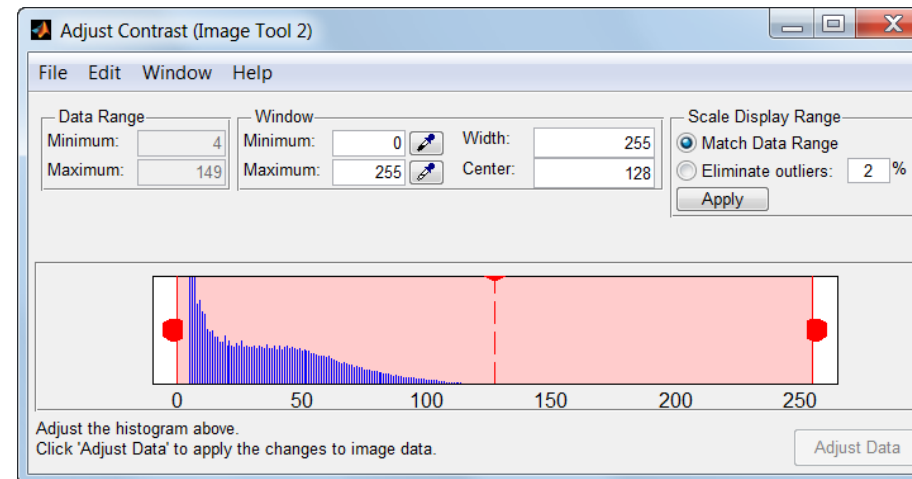 Adjust Contrast (Image Tool 2)
File Edit Window Help
Data Range
Minimum: 4
Maximum: 149
Window
Minimum: 0
Maximum: 255
Width: 255
Center: 128
Scale Display Range
Match Data Range
Eliminate outliers: 2 %
Apply
0 50 100 150 200 250
Adjust the histogram above.
Click 'Adjust Data' to apply the changes to image data.
Adjust Data